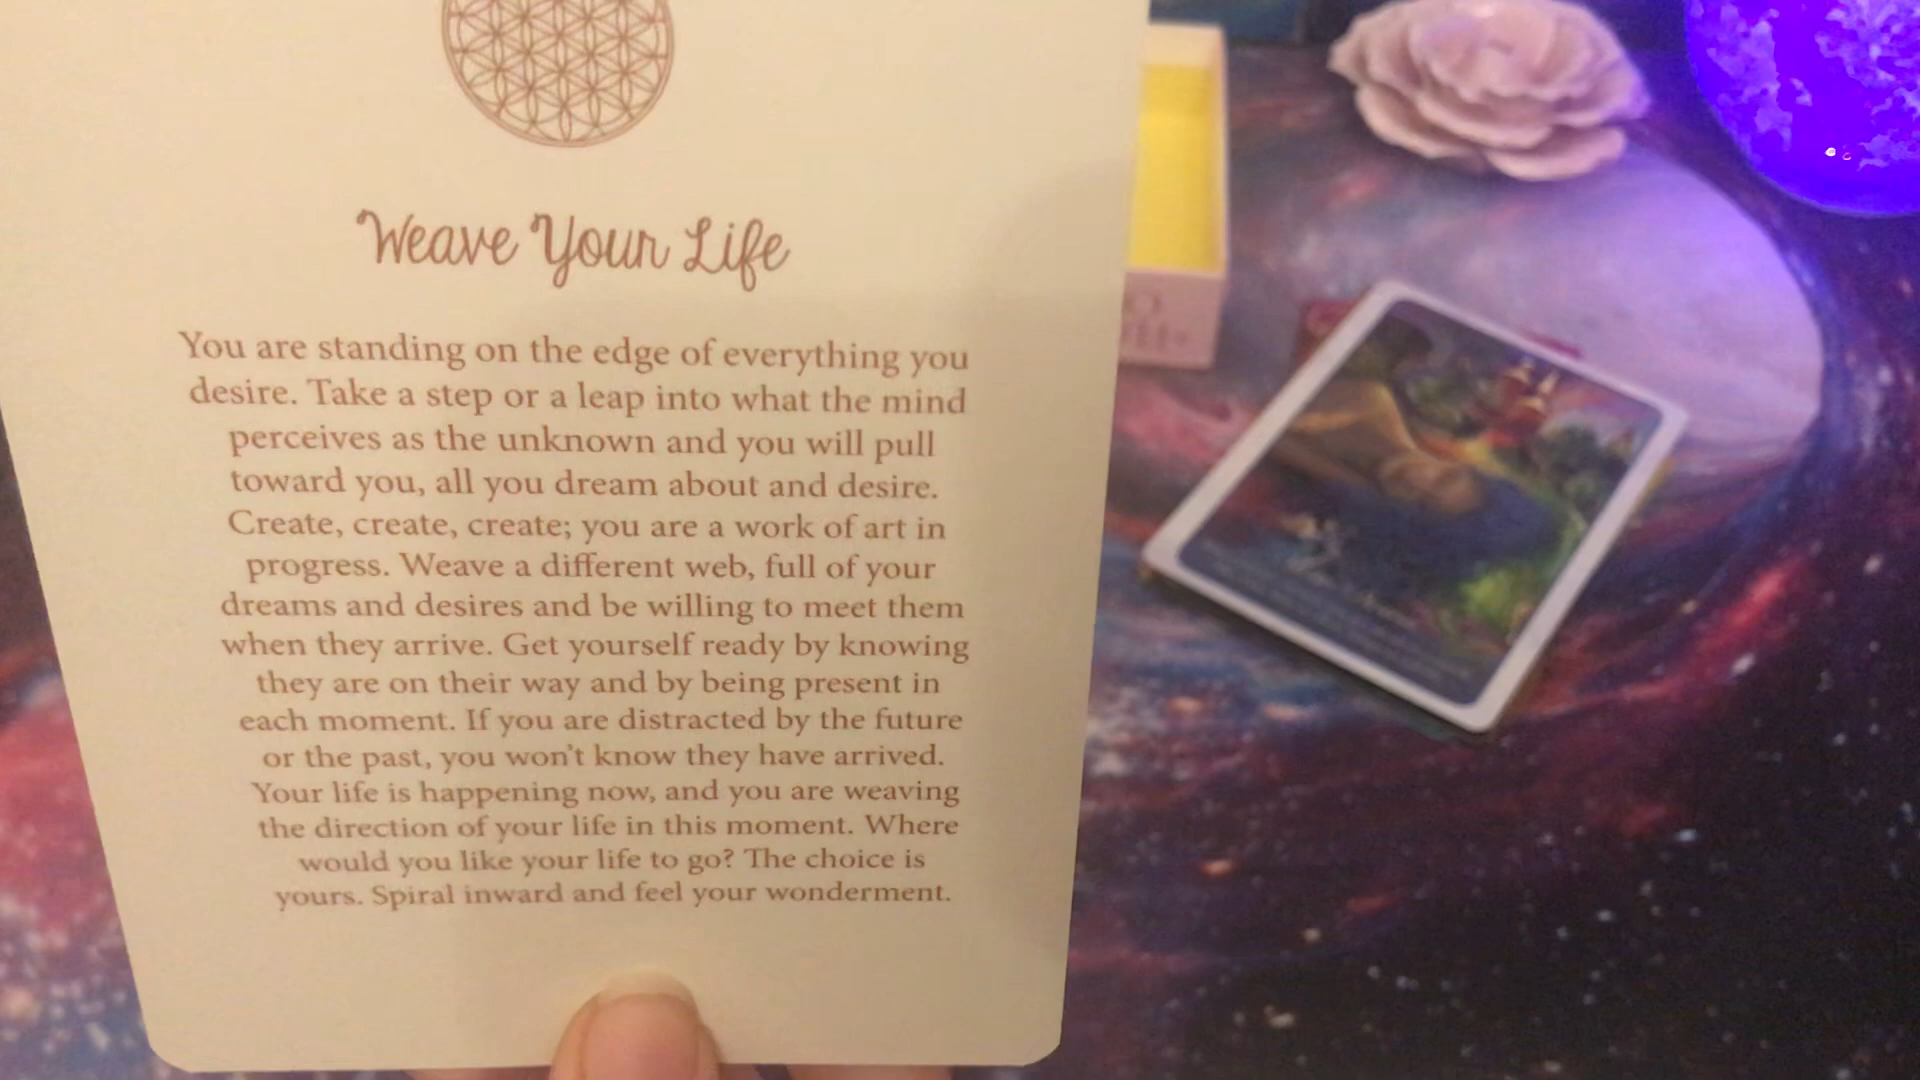 Weave Your Life
You are standing on the edge of everything you
desire. Take a step or a leap into what the mind
perceives as the unknown and you will pull
toward you, all you dream about and desire.
Create, create, create; you are a work of art in
progress. Weave a different web, full of your
dreams and desires and be willing to meet them
when they arrive. Get yourself ready by knowing
they are on their way and by being present in
each moment. If you are distracted by the future
or the past, you won't know they have arrived.
Your life is happening now, and you are weaving
the direction of your life in this moment. Where
would you like your life to go? The choice is
yours. Spiral inward and feel your wonderment.